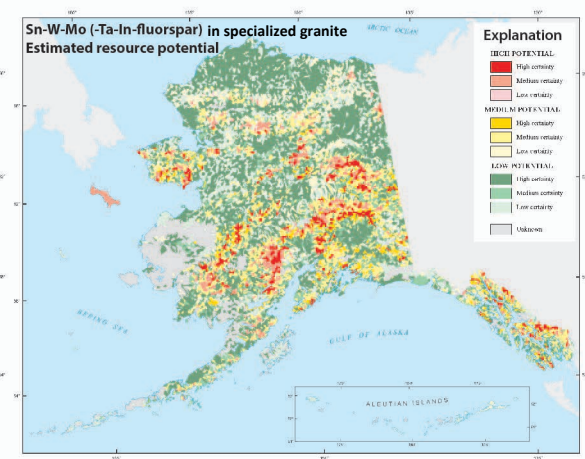 Sn-W-Mo (-Ta-In-fluorspar) in specialized granite
Estimated resource potential
ARCTIC OCEAN
Explanation
HIGH POTENTIAL
High certainty
Medium certainty
Low certainty
MEDIUM POTENTIAL
High certainty
Medium certainty
Low certainty
LOW POTENTIAL
High certainty
Medium certainty
Low certainty
Unknown
BERING SEA
GULF OF ALASKA
ALEUTIAN ISLANDS